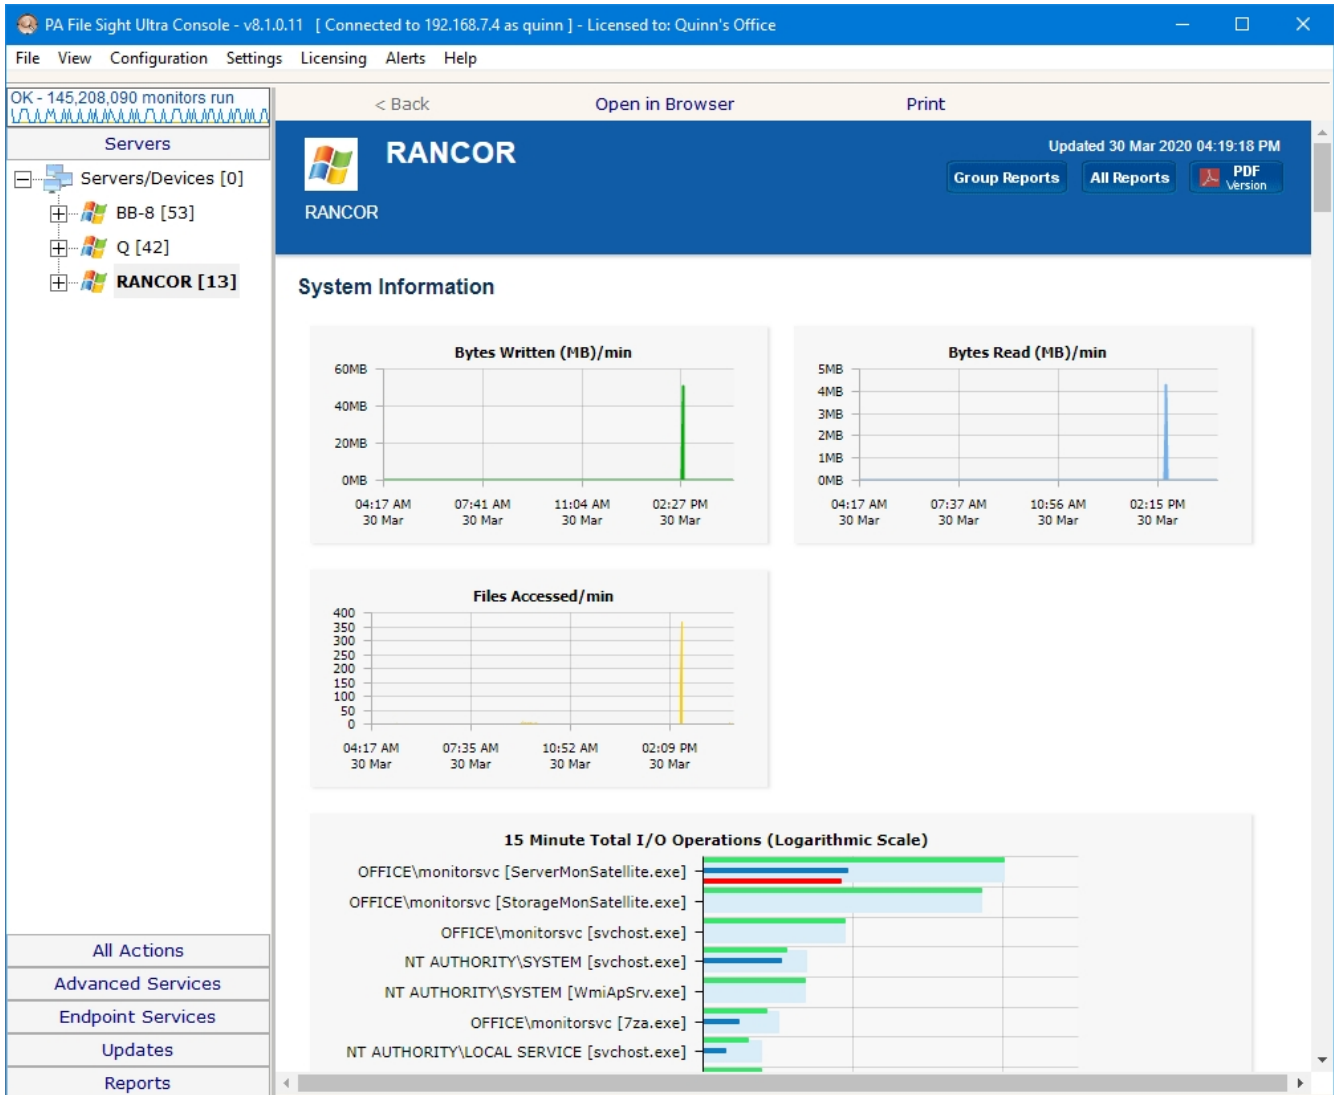 PA File Sight Ultra Console - v8.1.0.11 [ Connected to 192.168.7.4 as quinn ] - Licensed to: Quinn's Office
File View Configuration Settings Licensing Alerts Help
OK - 145,208,090 monitors run
Servers
Servers/Devices [0]
BB-8 [53]
Q [42]
RANCOR [13]
All Actions
Advanced Services
Endpoint Services
Updates
Reports
< Back Open in Browser Print
RANCOR
Updated 30 Mar 2020 04:19:18 PM
Group Reports All Reports PDF Version
RANCOR
System Information
Bytes Written (MB)/min
60MB
40MB
20MB
0MB
04:17 AM 07:41 AM 11:04 AM 02:27 PM
30 Mar 30 Mar 30 Mar 30 Mar
Bytes Read (MB)/min
5MB
4MB
3MB
2MB
1MB
0MB
04:17 AM 07:37 AM 10:56 AM 02:15 PM
30 Mar 30 Mar 30 Mar 30 Mar
Files Accessed/min
400
350
300
250
200
150
100
50
0
04:17 AM 07:35 AM 10:52 AM 02:09 PM
30 Mar 30 Mar 30 Mar 30 Mar
15 Minute Total I/O Operations (Logarithmic Scale)
OFFICE\monitorsvc [ServerMonSatellite.exe]
OFFICE\monitorsvc [StorageMonSatellite.exe]
OFFICE\monitorsvc [svchost.exe]
NT AUTHORITY\SYSTEM [svchost.exe]
NT AUTHORITY\SYSTEM [WmiApSrv.exe]
OFFICE\monitorsvc [7za.exe]
NT AUTHORITY\LOCAL SERVICE [svchost.exe]